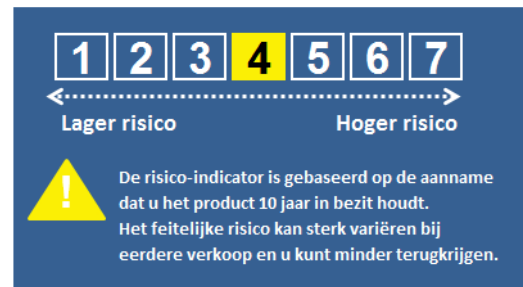 1 2 3 4 5 6 7
Lager risico Hoger risico
! De risico-indicator is gebaseerd op de aanname
dat u het product 10 jaar in bezit houdt.
Het feitelijke risico kan sterk variëren bij
eerdere verkoop en u kunt minder terugkrijgen.